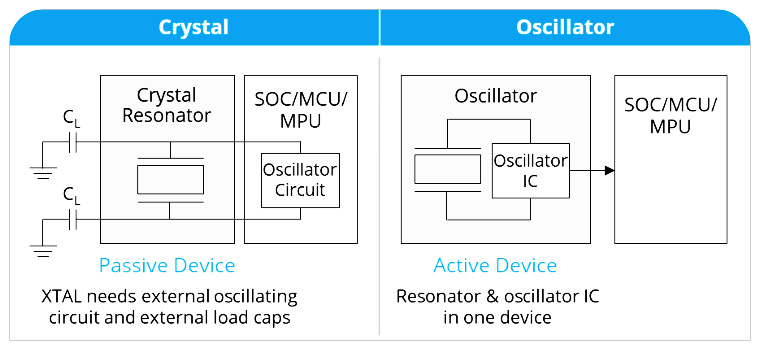 Crystal
Oscillator
Crystal
Resonator
SOC/MCU/
MPU
CL
Oscillator
Circuit
CL
Passive Device
XTAL needs external oscillating
circuit and external load caps
Oscillator
Oscillator
IC
SOC/MCU/
MPU
Active Device
Resonator & oscillator IC
in one device